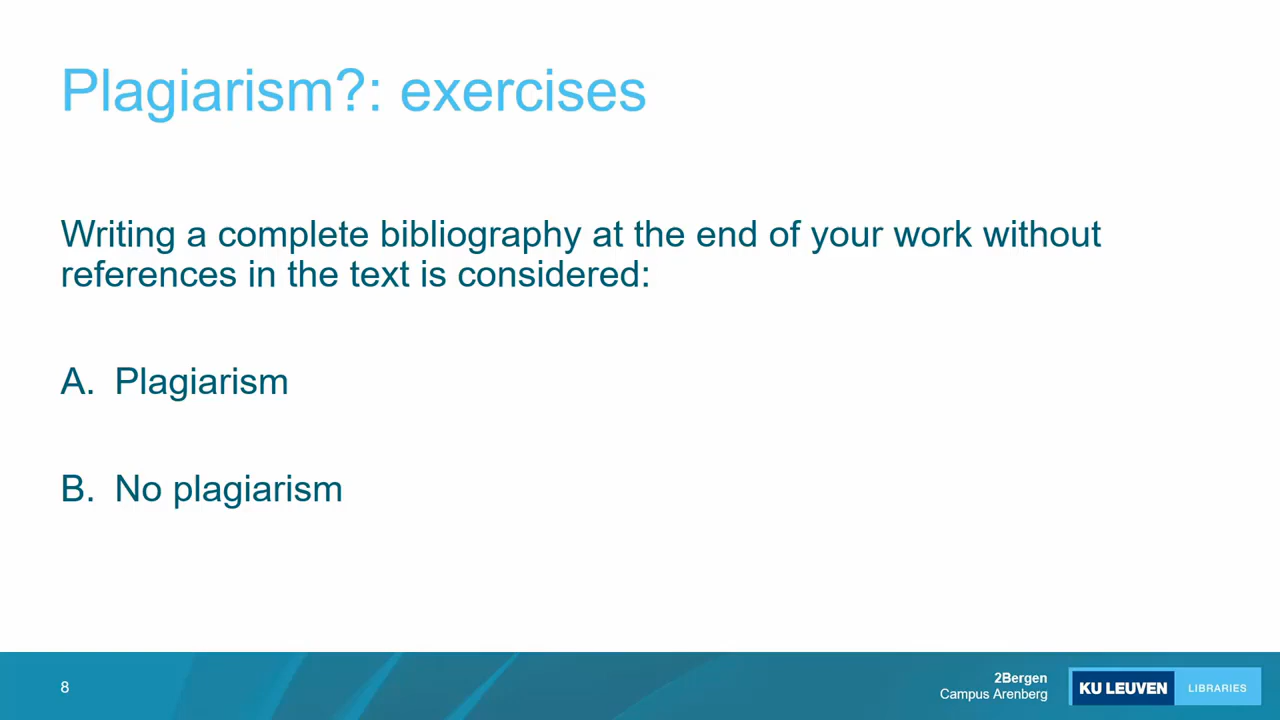 Plagiarism?: exercises
Writing a complete bibliography at the end of your work without
references in the text is considered:
A. Plagiarism
B. No plagiarism
8
2Bergen
Campus Arenberg
KU LEUVEN
LIBRARIES